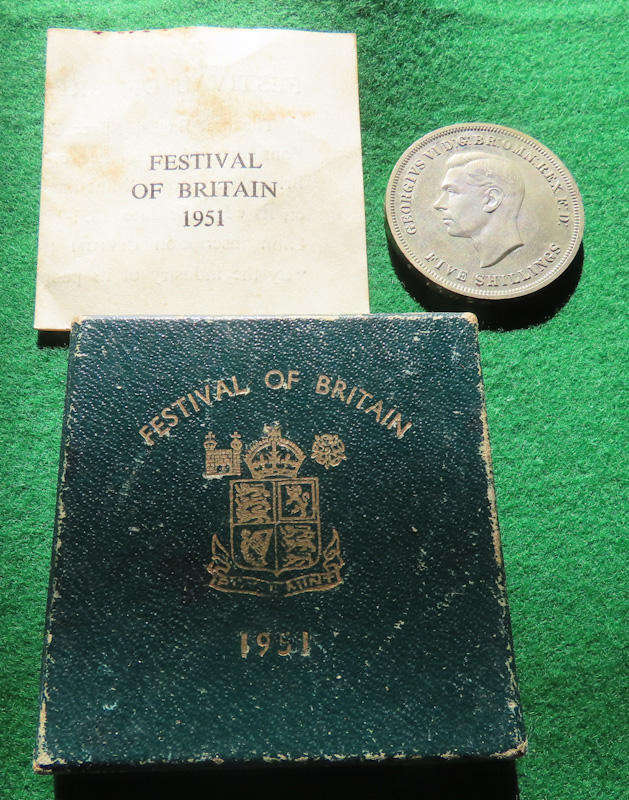 FESTIVAL
OF BRITAIN
1951
GEORGIVS VI D:G:BR:OMN:REX F:D:
FIVE SHILLINGS
FESTIVAL OF BRITAIN
1951